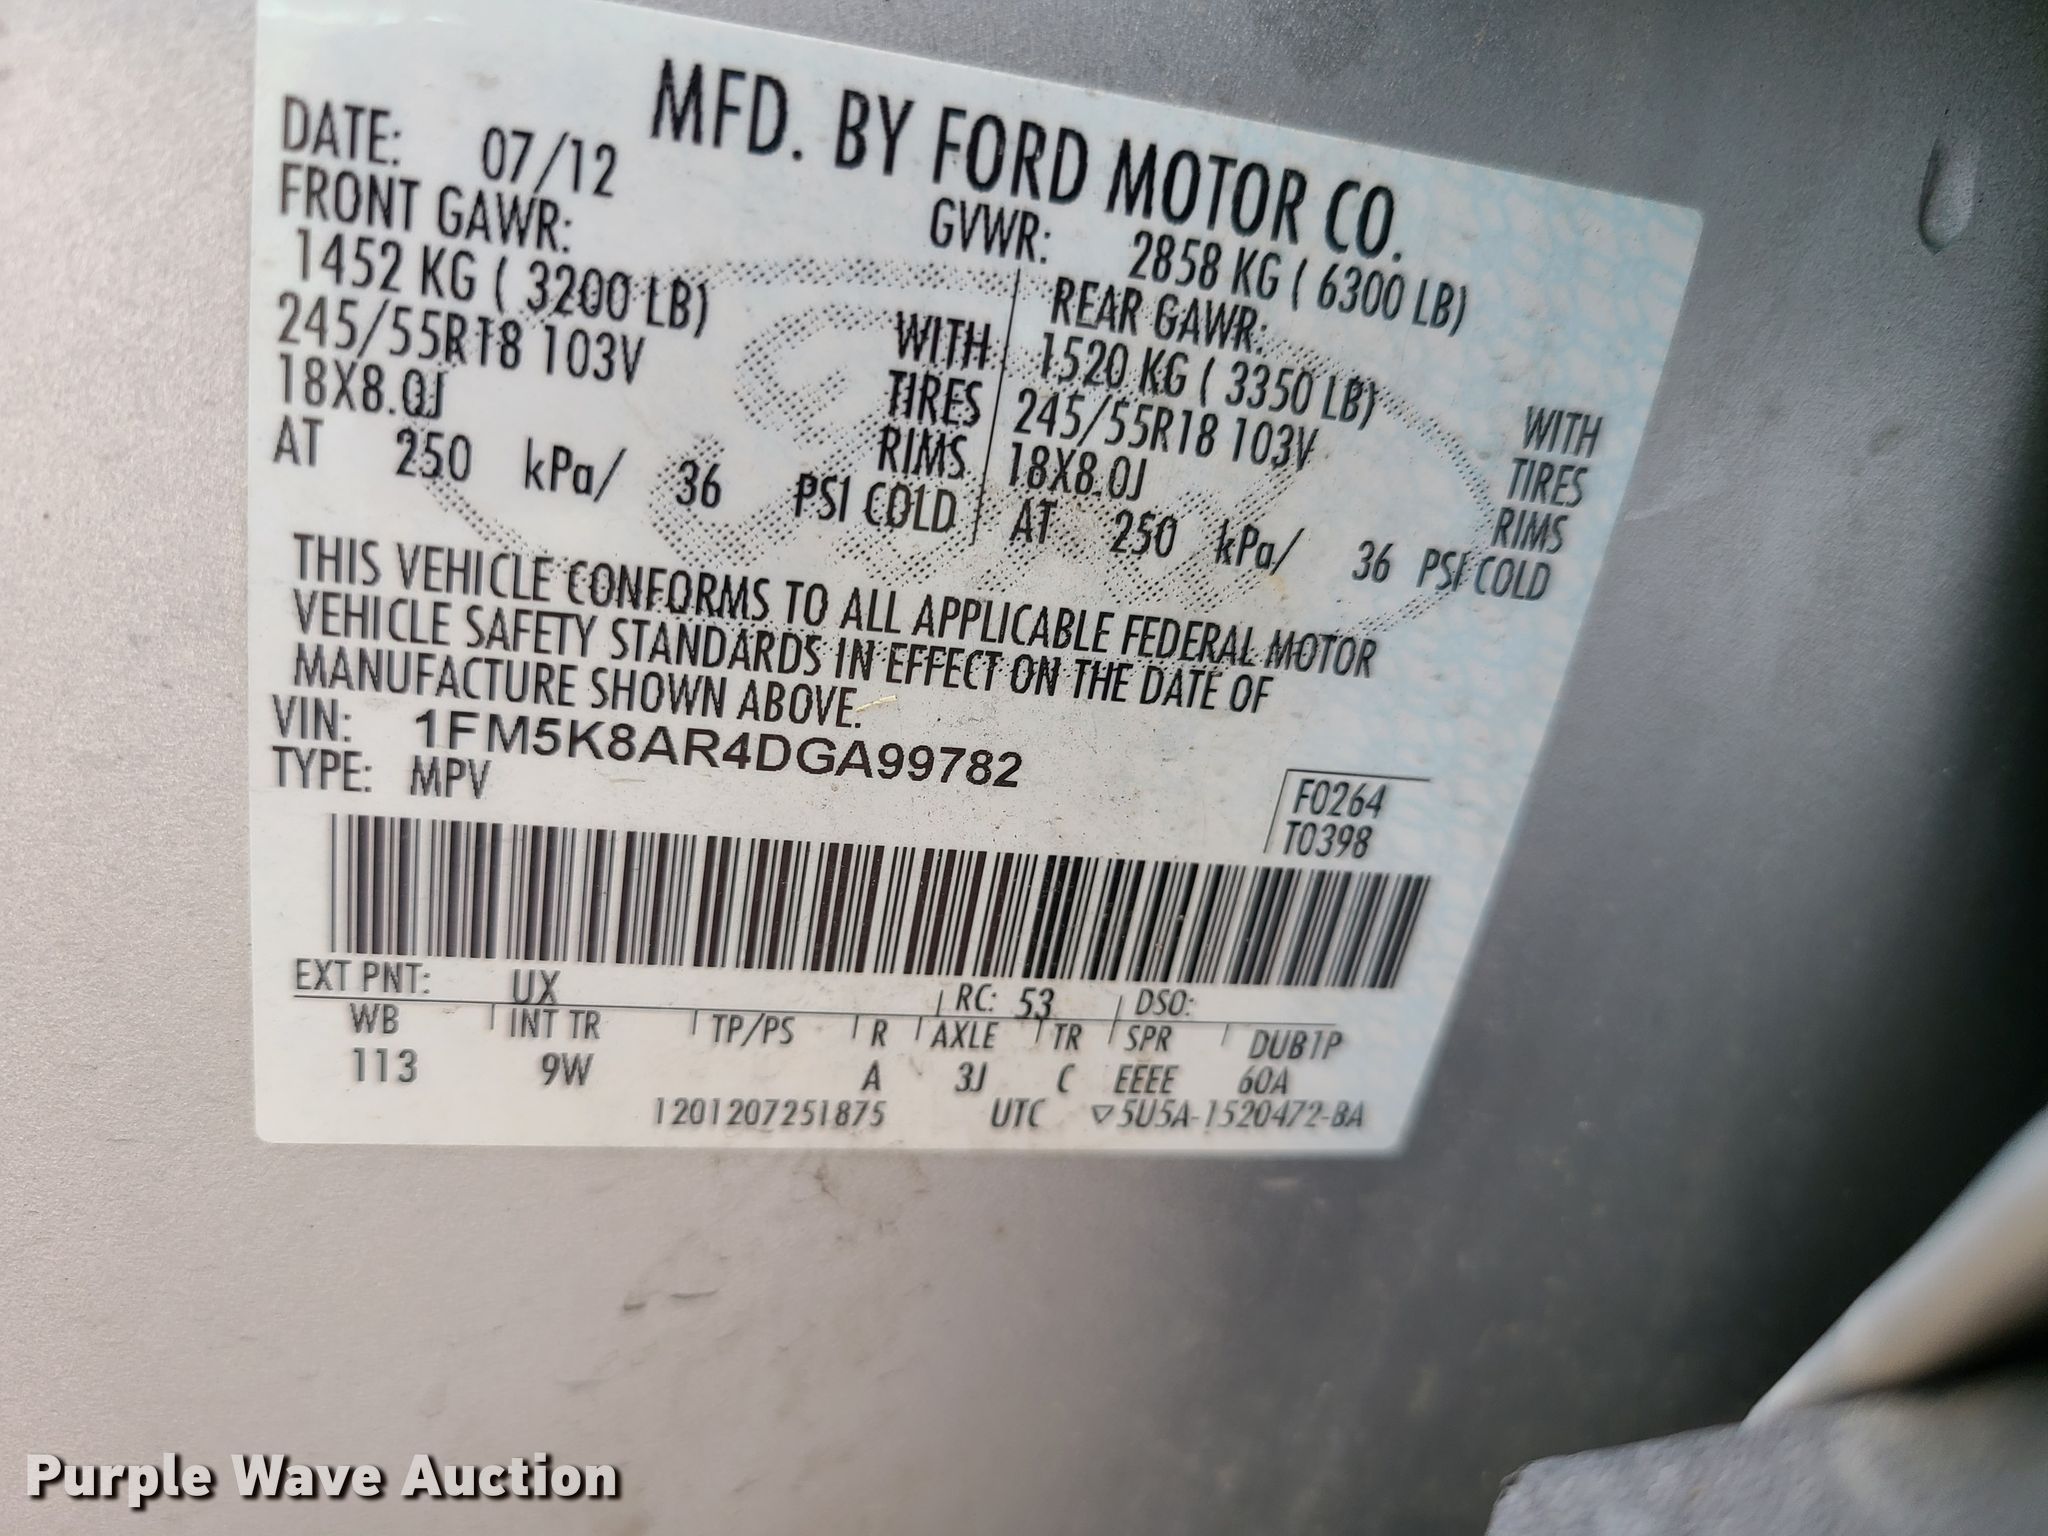 MFD. BY FORD MOTOR CO.
DATE: 07/12 GVWR: 2858 KG ( 6300 LB)
FRONT GAWR: REAR GAWR:
1452 KG ( 3200 LB) WITH 1520 KG ( 3350 LB) WITH
245/55R18 103V TIRES 245/55R18 103V TIRES
18X8.0J RIMS 18X8.0J RIMS
AT 250 kPa/ 36 PSI COLD AT 250 kPa/ 36 PSI COLD
THIS VEHICLE CONFORMS TO ALL APPLICABLE FEDERAL MOTOR
VEHICLE SAFETY STANDARDS IN EFFECT ON THE DATE OF
MANUFACTURE SHOWN ABOVE.
VIN: 1FM5K8AR4DGA99782
TYPE: MPV
F0264
T0398
EXT PNT: UX RC: 53 DSO:
WB INT TR TP/PS R AXLE TR SPR DUB1P
113 9W A 3J C EEEE 60A
1201207251875 UTC ▽5U5A-1520472-BA
Purple Wave Auction